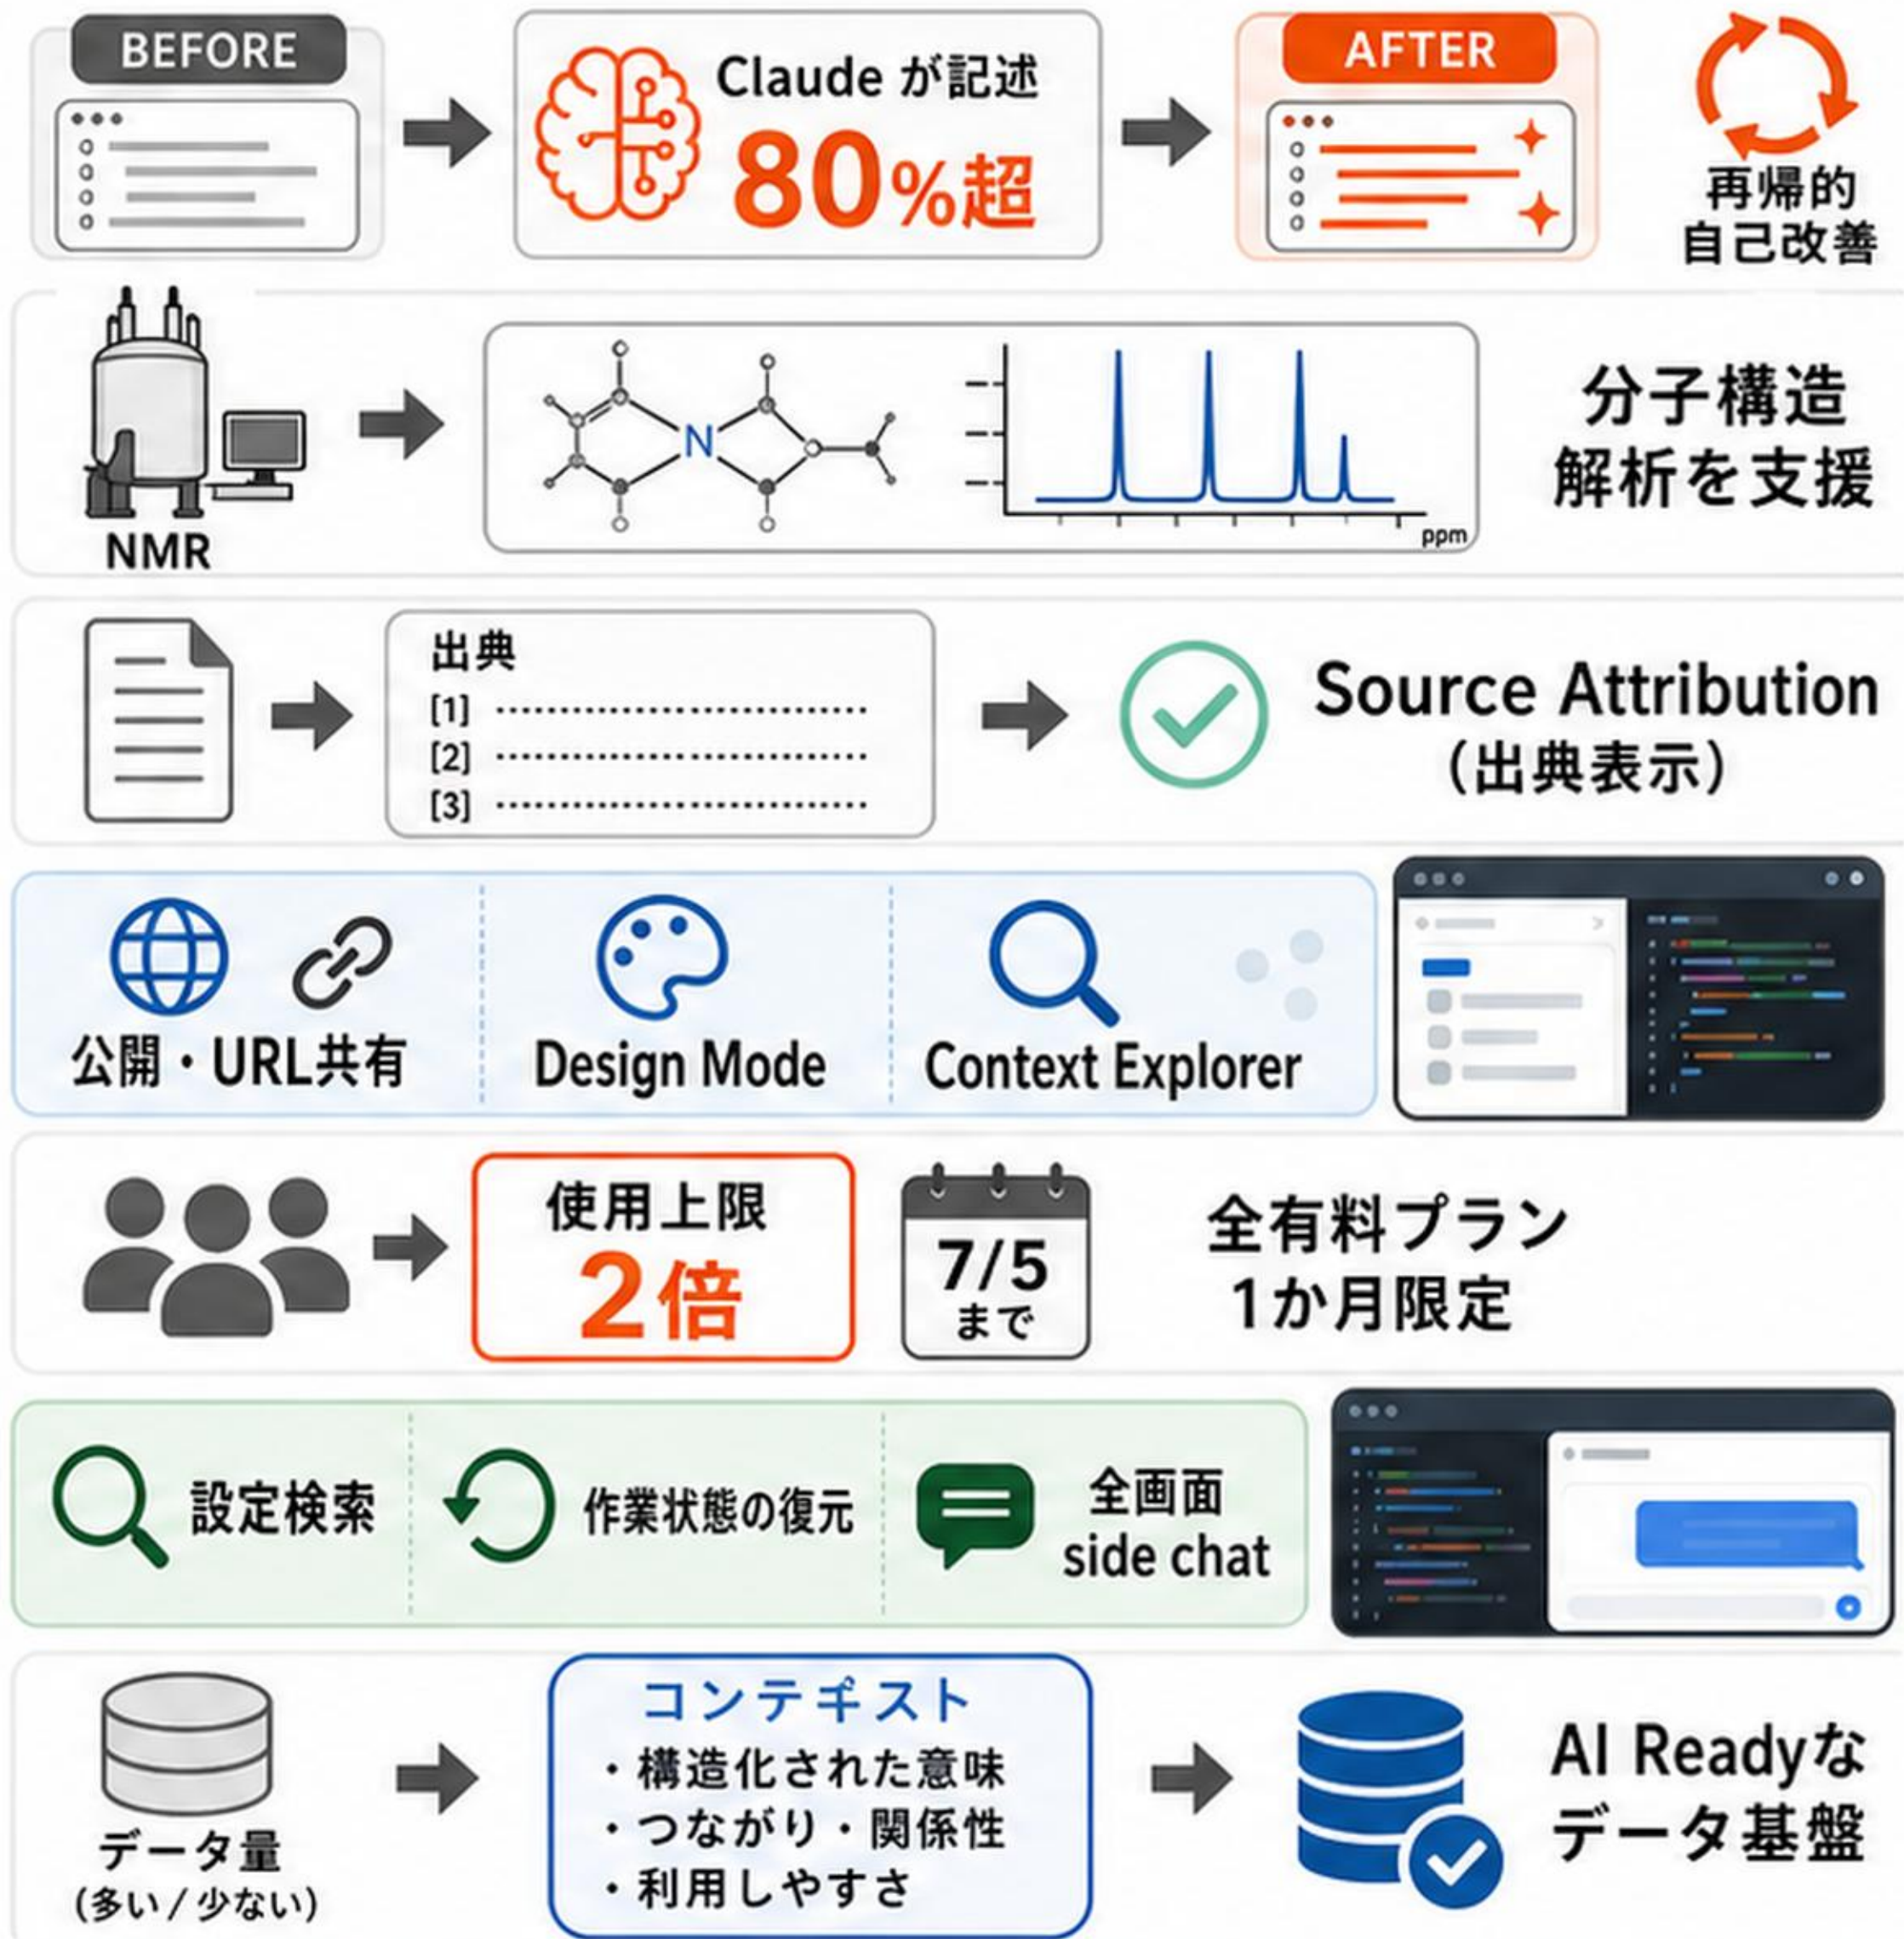 BEFORE
Claude が記述
80%超
AFTER
再帰的
自己改善
NMR
N
ppm
分子構造
解析を支援
出典
[1]
[2]
[3]
Source Attribution
(出典表示)
公開・URL共有
Design Mode
Context Explorer
使用上限
2倍
7/5
まで
全有料プラン
1か月限定
設定検索
作業状態の復元
全画面
side chat
データ量
(多い / 少ない)
コンテキスト
・構造化された意味
・つながり・関係性
・利用しやすさ
AI Readyな
データ基盤